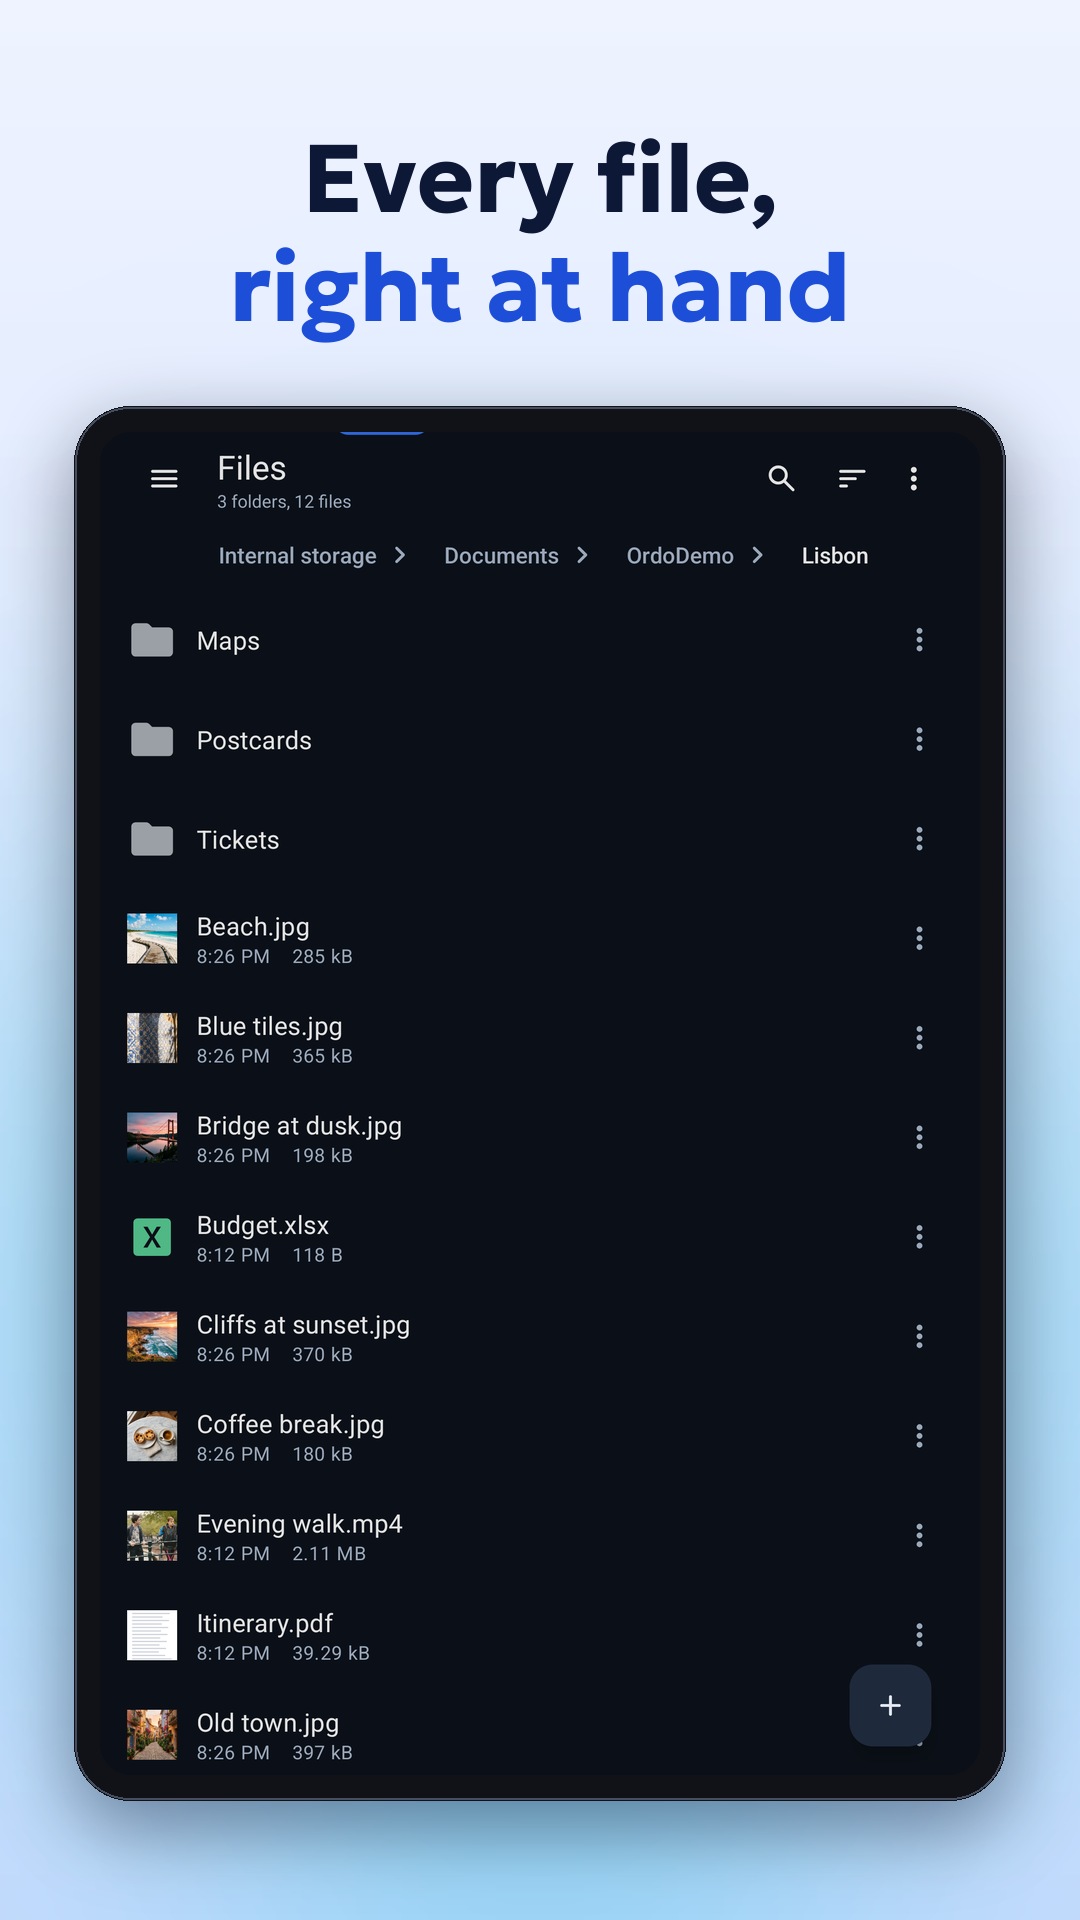 Every file,
right at hand
Files
3 folders, 12 files
Internal storage
Documents
OrdoDemo
Lisbon
Maps
Postcards
Tickets
Beach.jpg
8:26 PM 285 kB
Blue tiles.jpg
8:26 PM 365 kB
Bridge at dusk.jpg
8:26 PM 198 kB
X
Budget.xlsx
8:12 PM 118 B
Cliffs at sunset.jpg
8:26 PM 370 kB
Coffee break.jpg
8:26 PM 180 kB
Evening walk.mp4
8:12 PM 2.11 MB
Itinerary.pdf
8:12 PM 39.29 kB
Old town.jpg
8:26 PM 397 kB